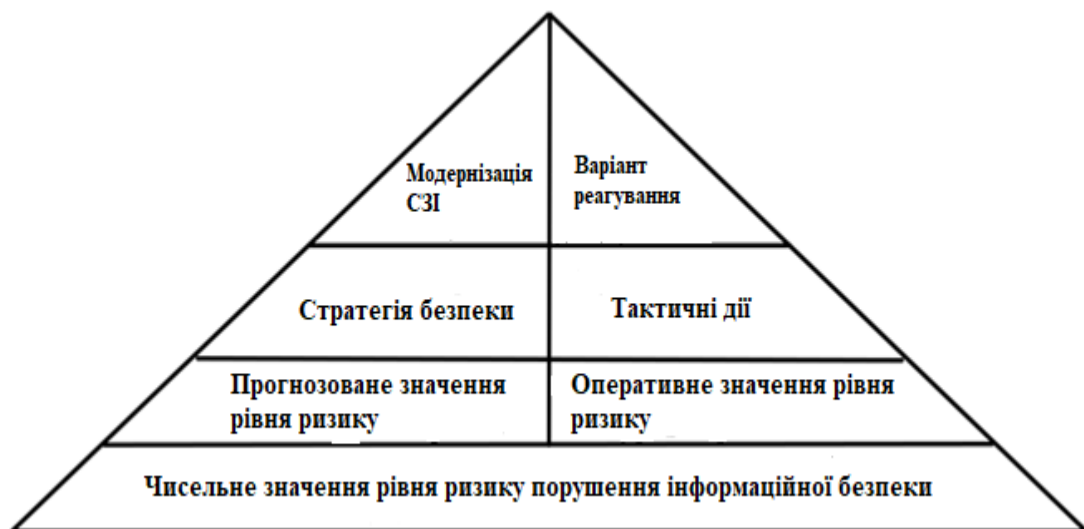 Модернізація
СЗІ
Варіант
реагування
Стратегія безпеки
Тактичні дії
Прогнозоване значення
рівня ризику
Оперативне значення рівня
ризику
Чисельне значення рівня ризику порушення інформаційної безпеки